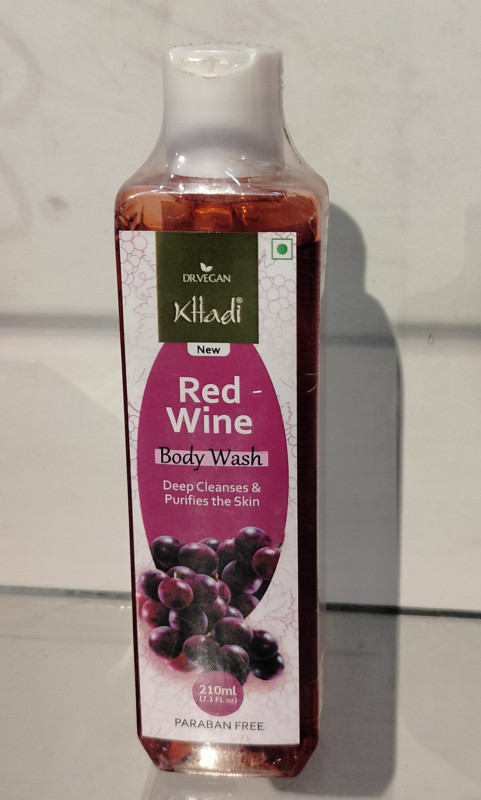 DR.VEGAN
KHadi®
New
Red
Wine
Body Wash
Deep Cleanses &
Purifies the Skin
210ml
(7.1 FL oz)
PARABAN FREE